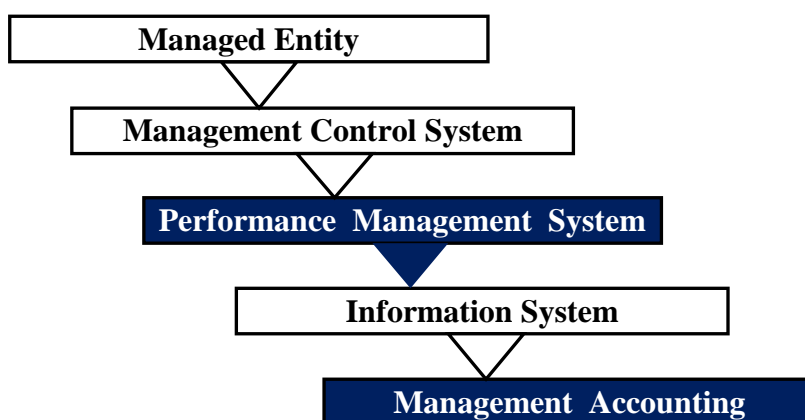 Managed Entity
Management Control System
Performance Management System
Information System
Management Accounting